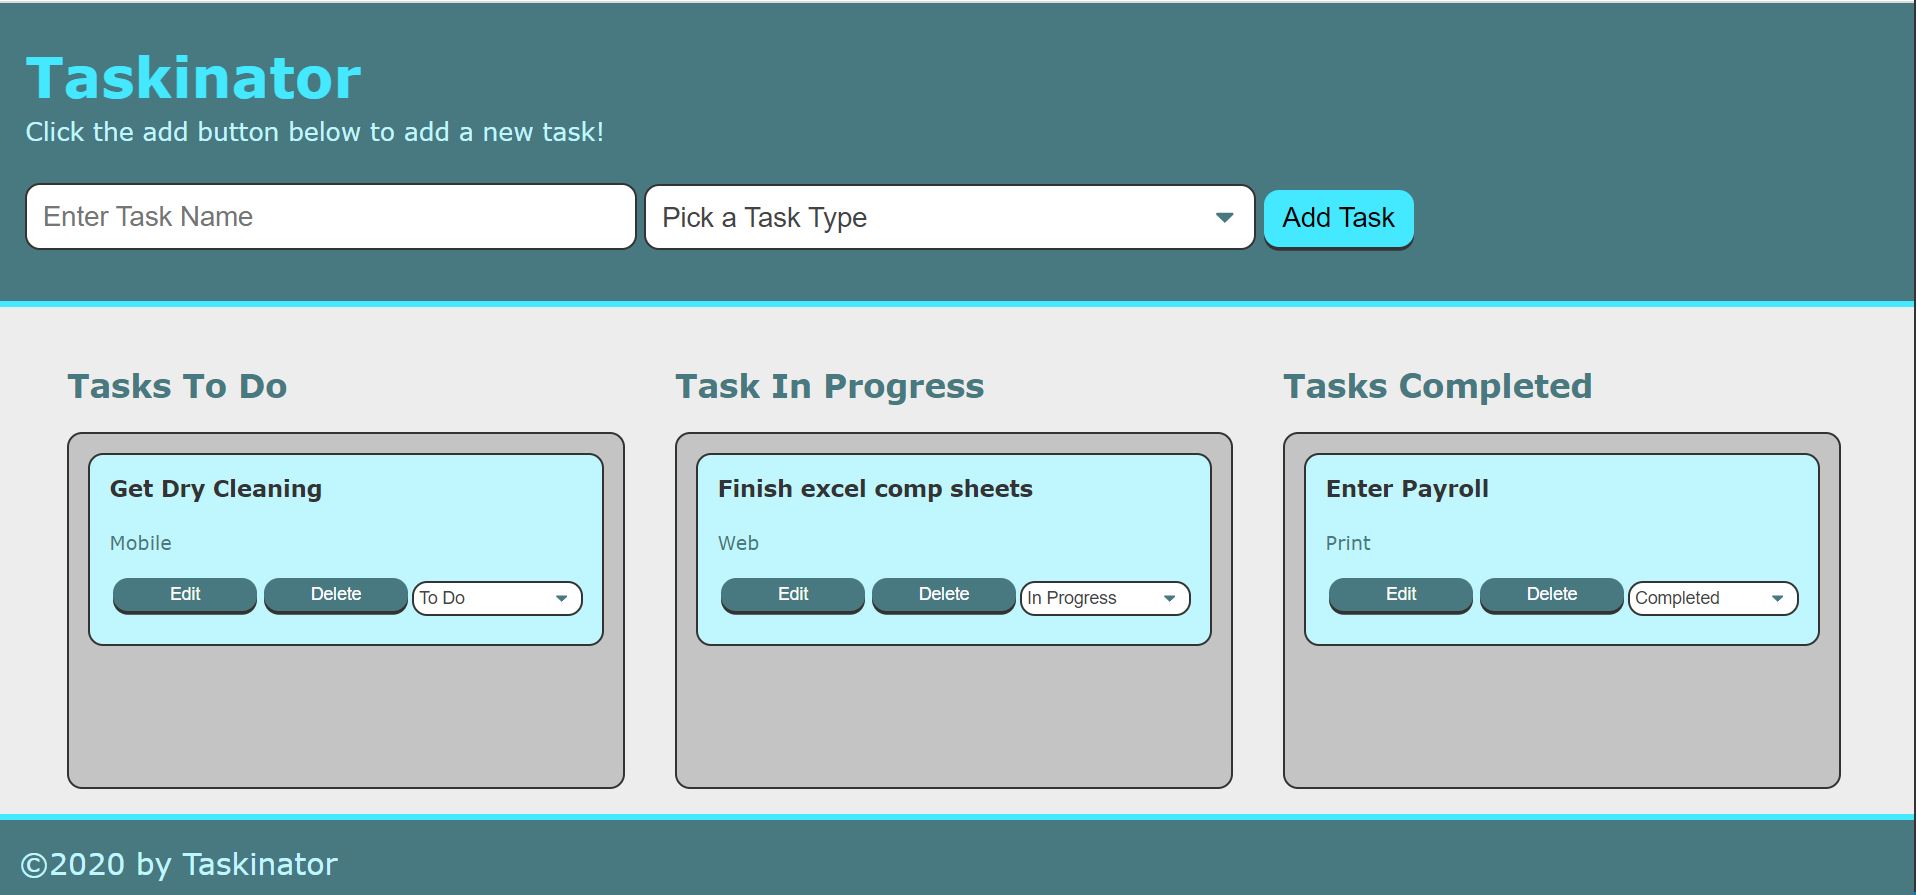 Taskinator
Click the add button below to add a new task!
Enter Task Name
Pick a Task Type
Add Task
Tasks To Do
Get Dry Cleaning
Mobile
Edit Delete To Do
Task In Progress
Finish excel comp sheets
Web
Edit Delete In Progress
Tasks Completed
Enter Payroll
Print
Edit Delete Completed
©2020 by Taskinator